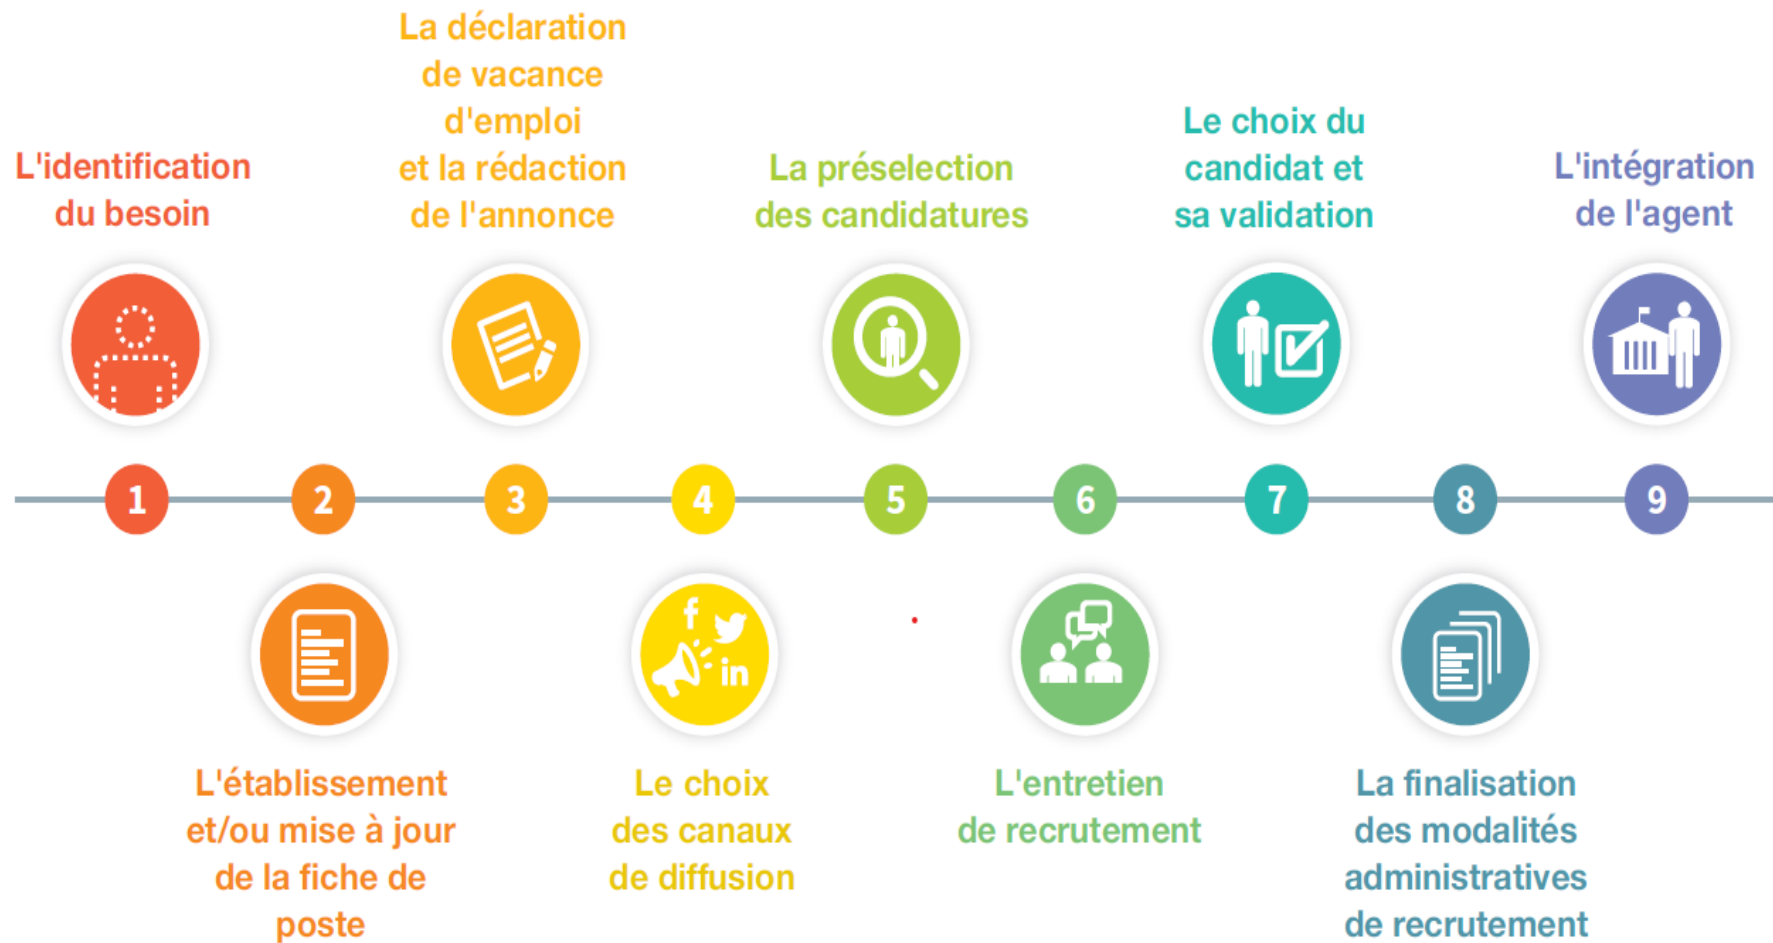 L'identification
du besoin
1
L'établissement
et/ou mise à jour
de la fiche de
poste
2
La déclaration
de vacance
d'emploi
et la rédaction
de l'annonce
3
f
in
Le choix
des canaux
de diffusion
4
La préselection
des candidatures
5
L'entretien
de recrutement
6
Le choix du
candidat et
sa validation
7
La finalisation
des modalités
administratives
de recrutement
8
L'intégration
de l'agent
9